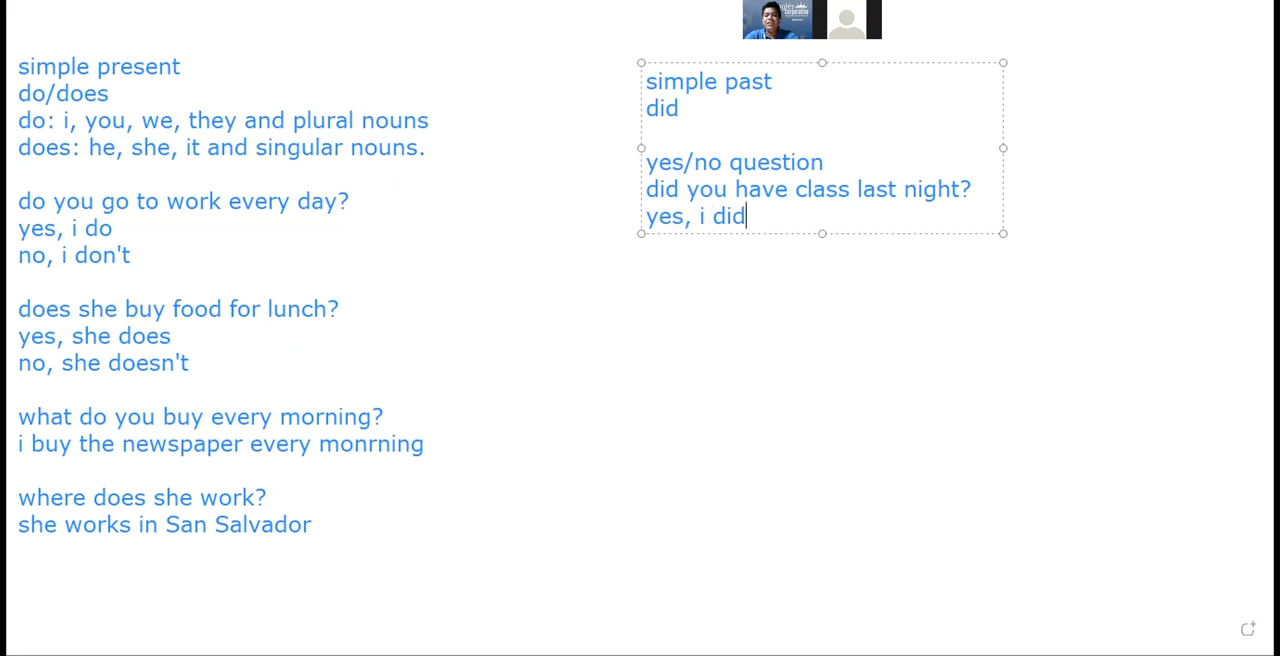 simple present
do/does
do: i, you, we, they and plural nouns
does: he, she, it and singular nouns.
do you go to work every day?
yes, i do
no, i don't
does she buy food for lunch?
yes, she does
no, she doesn't
what do you buy every morning?
i buy the newspaper every monrning
where does she work?
she works in San Salvador
simple past
did
yes/no question
did you have class last night?
yes, i did